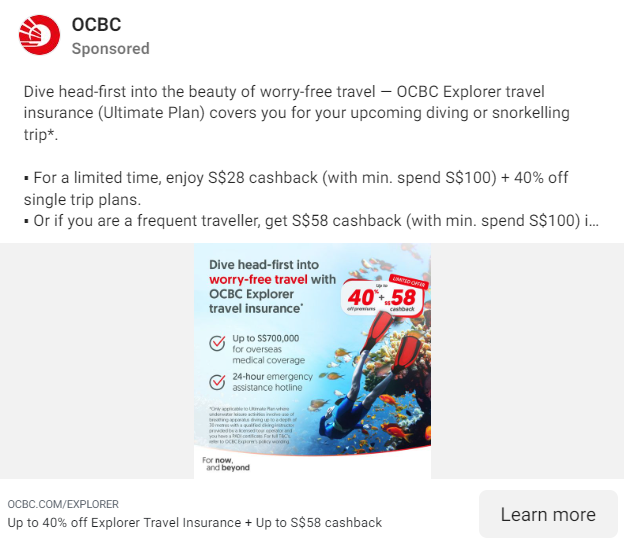 OCBC
Sponsored
Dive head-first into the beauty of worry-free travel — OCBC Explorer travel
insurance (Ultimate Plan) covers you for your upcoming diving or snorkelling
trip*.
▪ For a limited time, enjoy S$28 cashback (with min. spend S$100) + 40% off
single trip plans.
▪ Or if you are a frequent traveller, get S$58 cashback (with min. spend S$100) i...
Dive head-first into
worry-free travel with
OCBC Explorer
travel insurance*
LIMITED OFFER
Up to
40% + S$58
off premiums cashback
Up to S$700,000
for overseas
medical coverage
24-hour emergency
assistance hotline
*Only applicable to Ultimate Plan where
underwater leisure activities involve use of
breathing apparatus diving up to a depth of
30 metres with a qualified diving instructor
provided by a licensed tour operator and
you have a PADI certificate. For full T&Cs,
refer to OCBC Explorer's policy wording.
For now,
and beyond
OCBC.COM/EXPLORER
Up to 40% off Explorer Travel Insurance + Up to S$58 cashback
Learn more